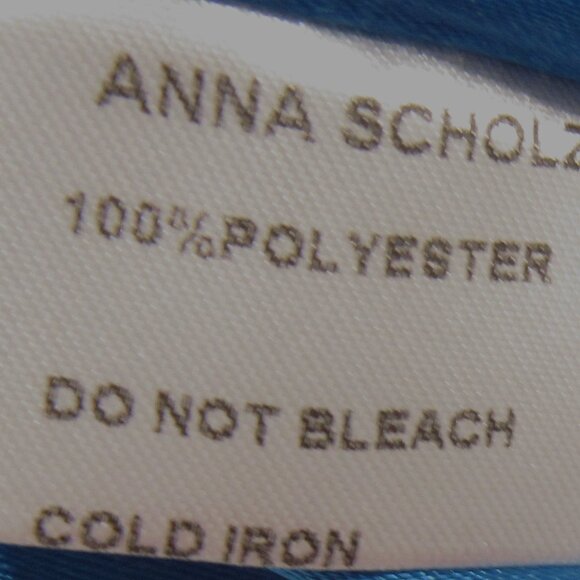 ANNA SCHOLZ
100%POLYESTER
DO NOT BLEACH
COLD IRON